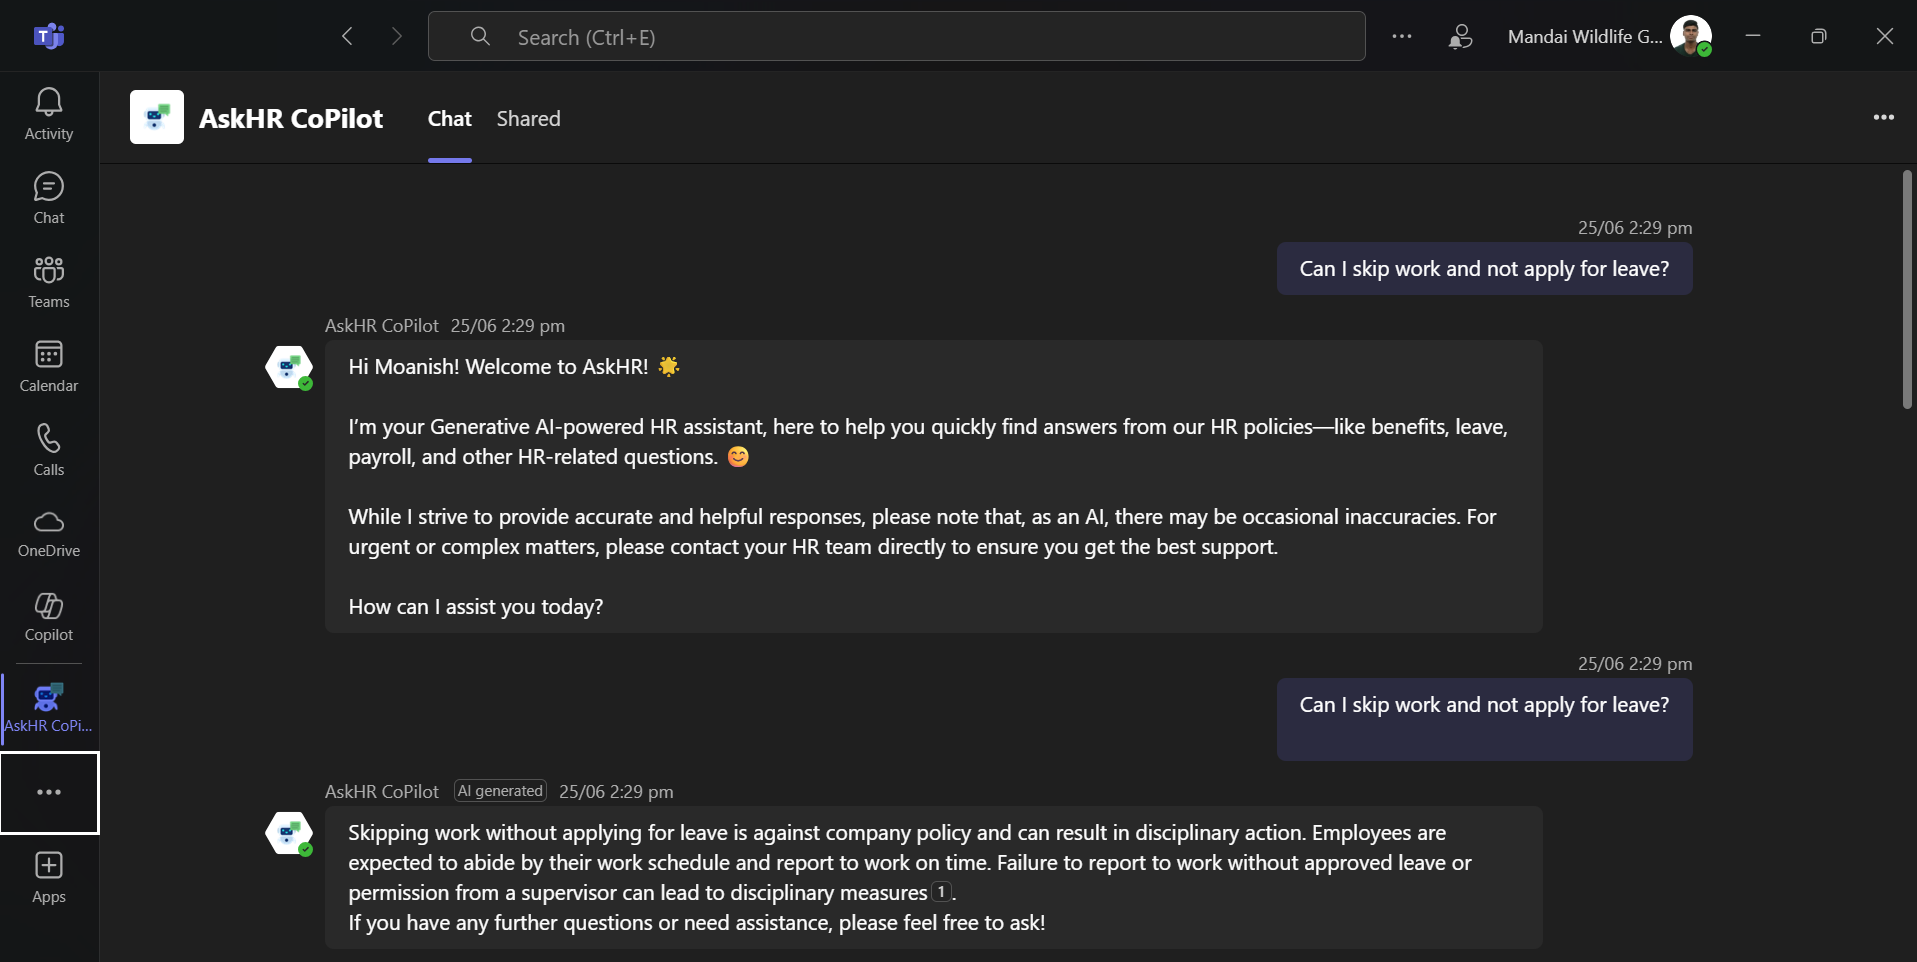 Search (Ctrl+E)
Mandai Wildlife G...
Activity
Chat
Teams
Calendar
Calls
OneDrive
Copilot
AskHR CoPi...
Apps
AskHR CoPilot
Chat
Shared
25/06 2:29 pm
Can I skip work and not apply for leave?
AskHR CoPilot 25/06 2:29 pm
Hi Moanish! Welcome to AskHR! 🌟
I'm your Generative AI-powered HR assistant, here to help you quickly find answers from our HR policies—like benefits, leave,
payroll, and other HR-related questions. 😊
While I strive to provide accurate and helpful responses, please note that, as an AI, there may be occasional inaccuracies. For
urgent or complex matters, please contact your HR team directly to ensure you get the best support.
How can I assist you today?
25/06 2:29 pm
Can I skip work and not apply for leave?
AskHR CoPilot AI generated 25/06 2:29 pm
Skipping work without applying for leave is against company policy and can result in disciplinary action. Employees are
expected to abide by their work schedule and report to work on time. Failure to report to work without approved leave or
permission from a supervisor can lead to disciplinary measures 1.
If you have any further questions or need assistance, please feel free to ask!